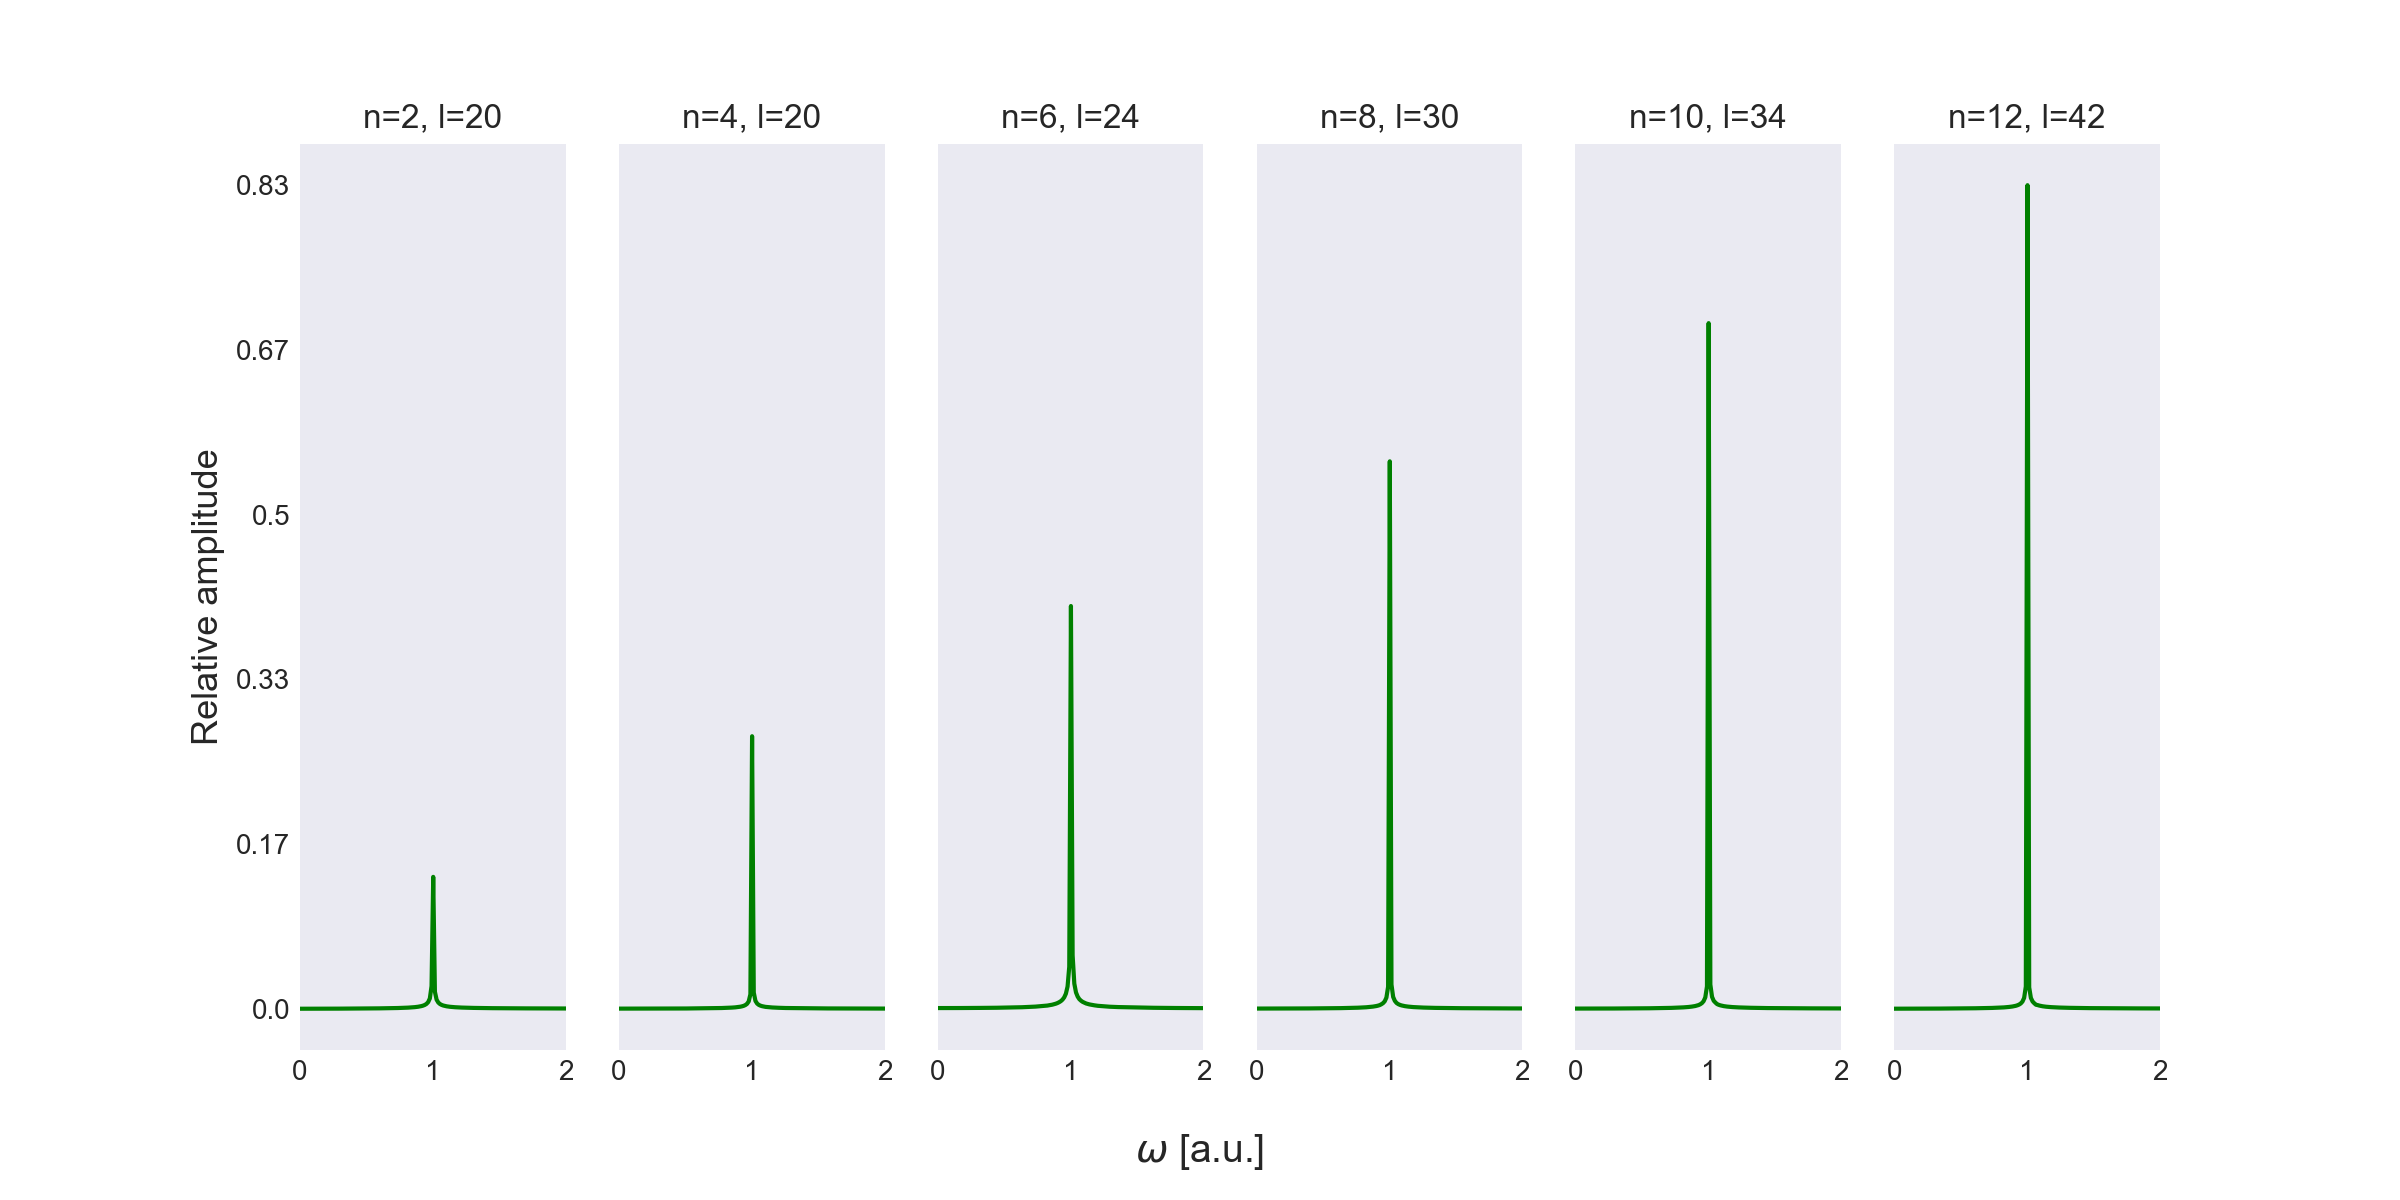 n=2, l=20
n=4, l=20
n=6, l=24
n=8, l=30
n=10, l=34
n=12, l=42
Relative amplitude
0.83
0.67
0.5
0.33
0.17
0.0
0 1 2
0 1 2
0 1 2
0 1 2
0 1 2
0 1 2
ω [a.u.]